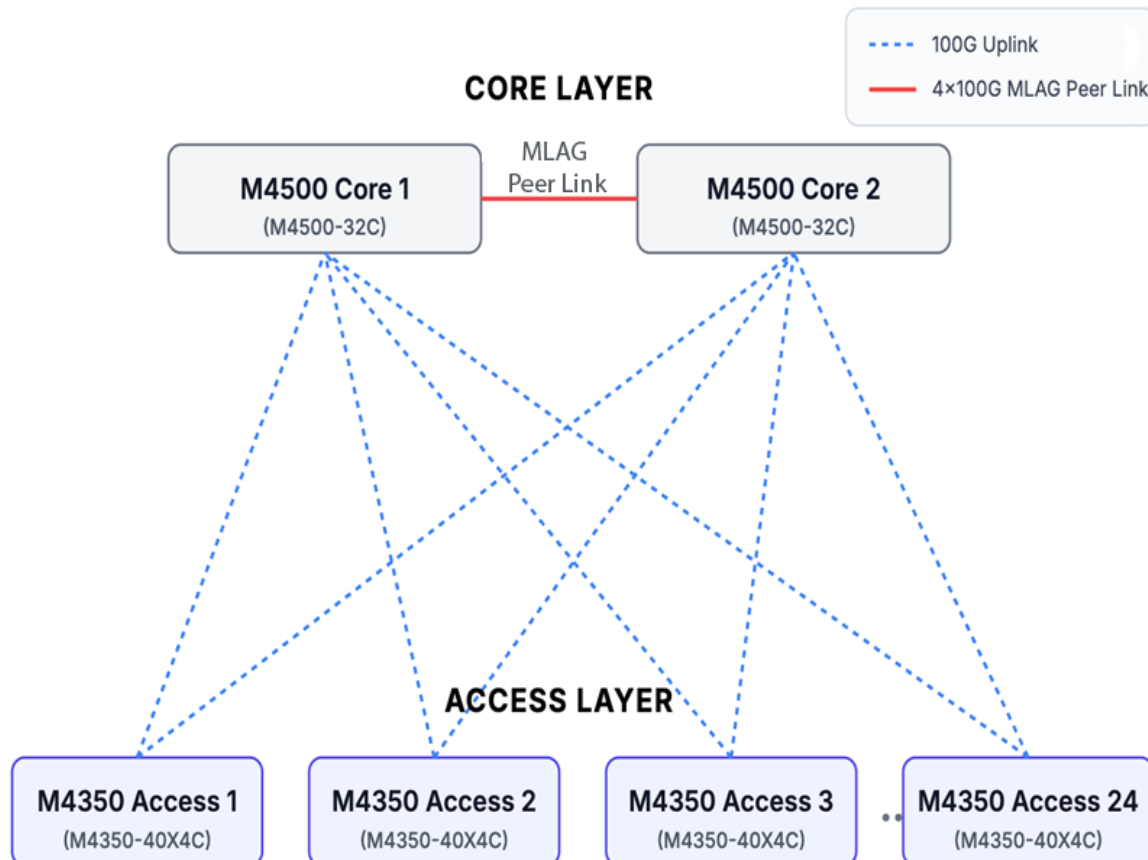 100G Uplink
4×100G MLAG Peer Link
CORE LAYER
MLAG
Peer Link
M4500 Core 1
(M4500-32C)
M4500 Core 2
(M4500-32C)
ACCESS LAYER
M4350 Access 1
(M4350-40X4C)
M4350 Access 2
(M4350-40X4C)
M4350 Access 3
(M4350-40X4C)
M4350 Access 24
(M4350-40X4C)